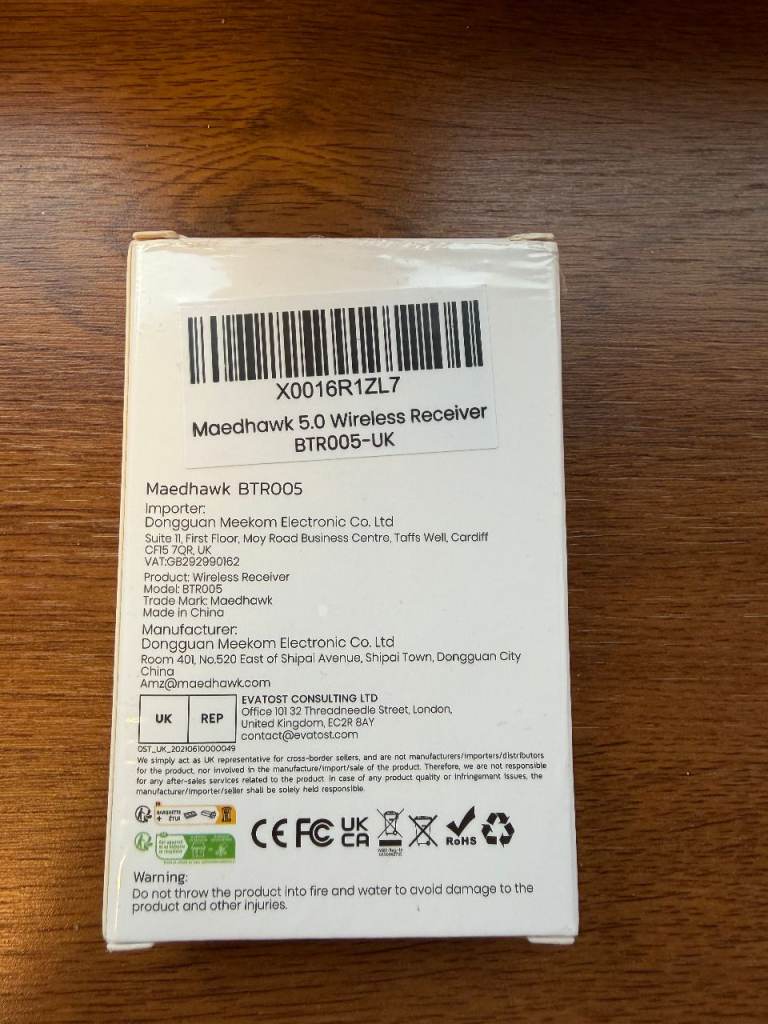 X0016R1ZL7
Maedhawk 5.0 Wireless Receiver
BTR005-UK
Maedhawk BTR005
Importer:
Dongguan Meekom Electronic Co. Ltd
Suite 11, First Floor, Moy Road Business Centre, Taffs Well, Cardiff
CF15 7QR, UK
VAT:GB292990162
Product: Wireless Receiver
Model: BTR005
Trade Mark: Maedhawk
Made in China
Manufacturer:
Dongguan Meekom Electronic Co. Ltd
Room 401, No.520 East of Shipai Avenue, Shipai Town, Dongguan City
China
Amz@maedhawk.com
UK REP
EVATOST CONSULTING LTD
Office 101 32 Threadneedle Street, London,
United Kingdom, EC2R 8AY
contact@evatost.com
OST_UK_20210610000049
We simply act as UK representative for cross-border sellers, and are not manufacturers/importers/distributors
for the product, nor involved in the manufacture/import/sale of the product. Therefore, we are not responsible
for any after-sales services related to the product. In case of any product quality or infringement issues, the
manufacturer/importer/seller shall be solely held responsible.
FR
BARQUETTE
+ ÉTUI
CE FC UK
CA
RoHS
Warning:
Do not throw the product into fire and water to avoid damage to the
product and other injuries.